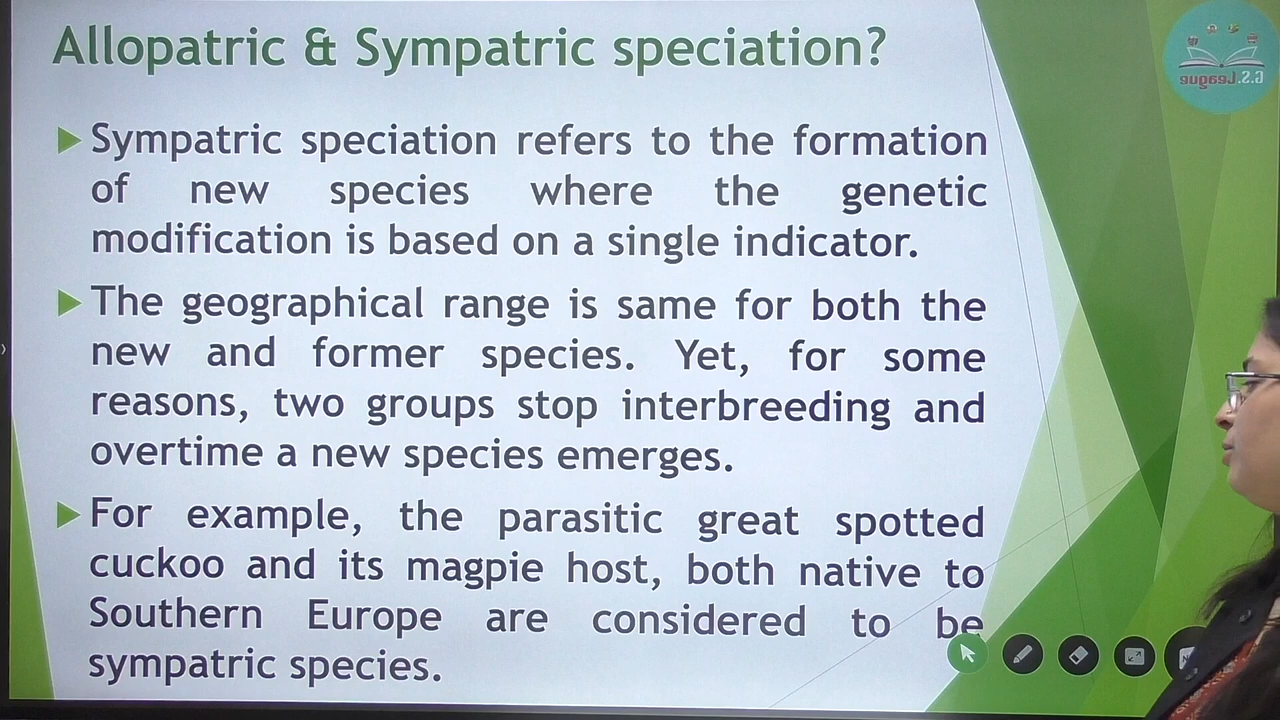 Allopatric & Sympatric speciation?
Sympatric speciation refers to the formation
of new species where the genetic
modification is based on a single indicator.
The geographical range is same for both the
new and former species. Yet, for some
reasons, two groups stop interbreeding and
overtime a new species emerges.
For example, the parasitic great spotted
cuckoo and its magpie host, both native to
Southern Europe are considered to be
sympatric species.
G.S.League